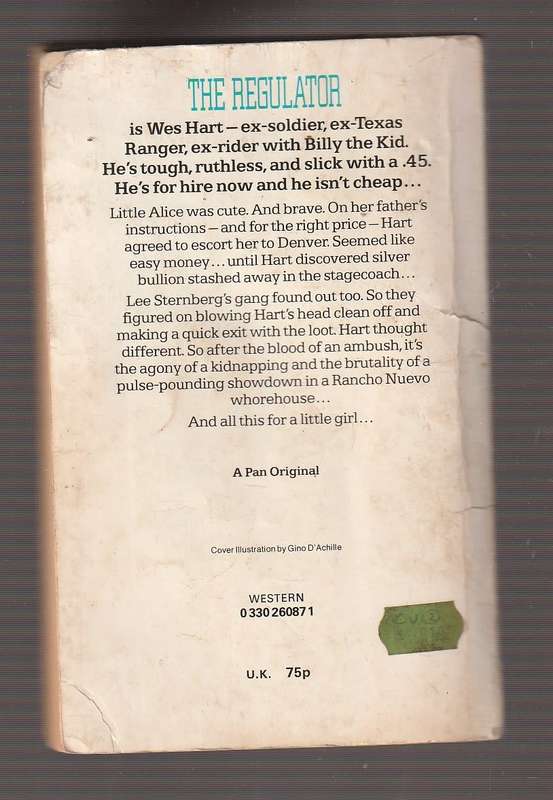 THE REGULATOR
is Wes Hart – ex-soldier, ex-Texas
Ranger, ex-rider with Billy the Kid.
He's tough, ruthless, and slick with a .45.
He's for hire now and he isn't cheap...
Little Alice was cute. And brave. On her father's
instructions – and for the right price – Hart
agreed to escort her to Denver. Seemed like
easy money... until Hart discovered silver
bullion stashed away in the stagecoach...
Lee Sternberg's gang found out too. So they
figured on blowing Hart's head clean off and
making a quick exit with the loot. Hart thought
different. So after the blood of an ambush, it's
the agony of a kidnapping and the brutality of a
pulse-pounding showdown in a Rancho Nuevo
whorehouse...
And all this for a little girl...
A Pan Original
Cover Illustration by Gino D'Achille
WESTERN
0 330 26087 1
U.K. 75p